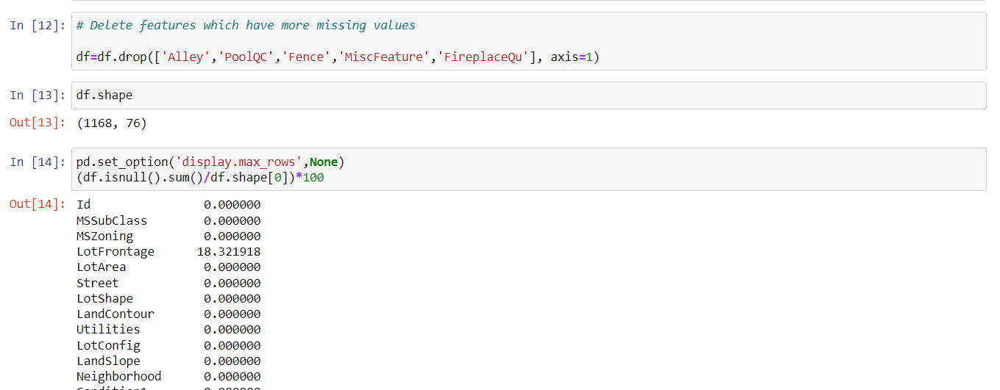 In [12]: # Delete features which have more missing values
df=df.drop(['Alley','PoolQC','Fence','MiscFeature','FireplaceQu'], axis=1)
In [13]: df.shape
Out[13]: (1168, 76)
In [14]: pd.set_option('display.max_rows',None)
(df.isnull().sum()/df.shape[0])*100
Out[14]: Id 0.000000
MSSubClass 0.000000
MSZoning 0.000000
LotFrontage 18.321918
LotArea 0.000000
Street 0.000000
LotShape 0.000000
LandContour 0.000000
Utilities 0.000000
LotConfig 0.000000
LandSlope 0.000000
Neighborhood 0.000000